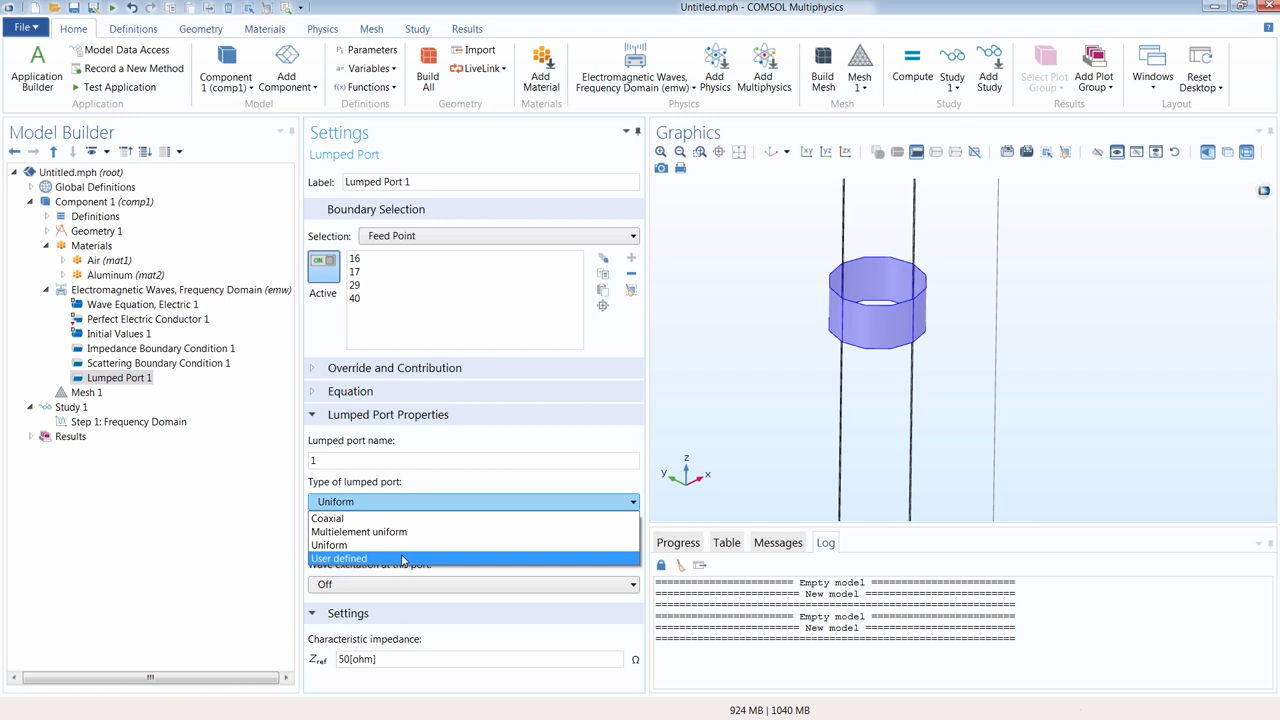 Untitled.mph - COMSOL Multiphysics
File
Home
Definitions
Geometry
Materials
Physics
Mesh
Study
Results
Application Builder
Model Data Access
Record a New Method
Test Application
Application
Component 1 (comp1)
Add Component
Model
Parameters
Variables
Functions
Definitions
Build All
Import
LiveLink
Geometry
Add Material
Materials
Electromagnetic Waves, Frequency Domain (emw)
Add Physics
Add Multiphysics
Physics
Build Mesh
Mesh 1
Mesh
Compute
Study 1
Add Study
Study
Select Plot Group
Add Plot Group
Results
Windows
Reset Desktop
Layout
Model Builder
Untitled.mph (root)
Global Definitions
Component 1 (comp1)
Definitions
Geometry 1
Materials
Air (mat1)
Aluminum (mat2)
Electromagnetic Waves, Frequency Domain (emw)
Wave Equation, Electric 1
Perfect Electric Conductor 1
Initial Values 1
Impedance Boundary Condition 1
Scattering Boundary Condition 1
Lumped Port 1
Mesh 1
Study 1
Step 1: Frequency Domain
Results
Settings
Lumped Port
Label: Lumped Port 1
Boundary Selection
Selection: Feed Point
ON
Active
16
17
29
40
Override and Contribution
Equation
Lumped Port Properties
Lumped port name:
1
Type of lumped port:
Uniform
Coaxial
Multielement uniform
Uniform
User defined
Wave excitation at this port:
Off
Settings
Characteristic impedance:
Zref 50[ohm] Ω
Graphics
xy
yz
zx
z
y
x
Progress
Table
Messages
Log
======================= Empty model =======================
======================== New model ========================
===========================================================
======================= Empty model =======================
======================== New model ========================
===========================================================
924 MB | 1040 MB